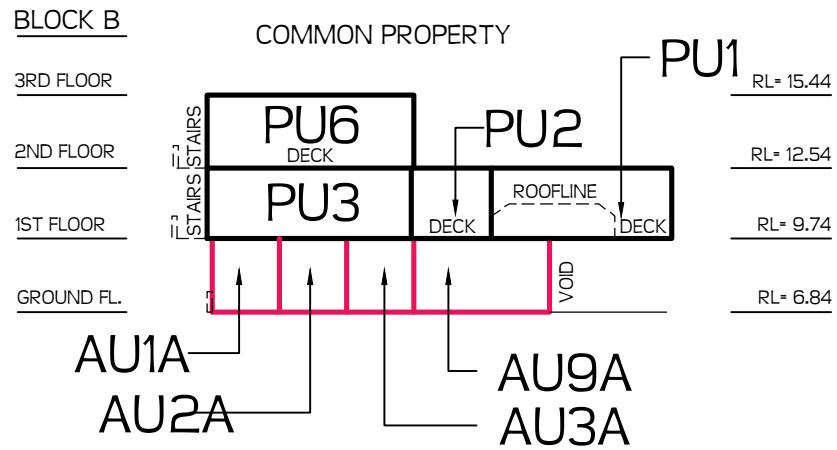 BLOCK B
COMMON PROPERTY
PU1
3RD FLOOR
RL= 15.44
STAIRS
PU6
DECK
PU2
2ND FLOOR
RL= 12.54
STAIRS
PU3
DECK
ROOFLINE
DECK
1ST FLOOR
RL= 9.74
VOID
GROUND FL.
RL= 6.84
AU1A
AU9A
AU2A
AU3A